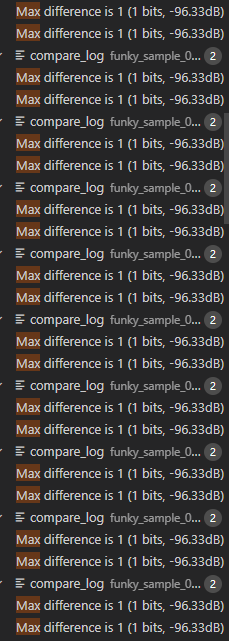 Max difference is 1 (1 bits, -96.33dB)
compare_log funky_sample_0... 2
Max difference is 1 (1 bits, -96.33dB)
Max difference is 1 (1 bits, -96.33dB)
compare_log funky_sample_0... 2
Max difference is 1 (1 bits, -96.33dB)
Max difference is 1 (1 bits, -96.33dB)
compare_log funky_sample_0... 2
Max difference is 1 (1 bits, -96.33dB)
Max difference is 1 (1 bits, -96.33dB)
compare_log funky_sample_0... 2
Max difference is 1 (1 bits, -96.33dB)
Max difference is 1 (1 bits, -96.33dB)
compare_log funky_sample_0... 2
Max difference is 1 (1 bits, -96.33dB)
Max difference is 1 (1 bits, -96.33dB)
compare_log funky_sample_0... 2
Max difference is 1 (1 bits, -96.33dB)
Max difference is 1 (1 bits, -96.33dB)
compare_log funky_sample_0... 2
Max difference is 1 (1 bits, -96.33dB)
Max difference is 1 (1 bits, -96.33dB)
compare_log funky_sample_0... 2
Max difference is 1 (1 bits, -96.33dB)
Max difference is 1 (1 bits, -96.33dB)
compare_log funky_sample_0... 2
Max difference is 1 (1 bits, -96.33dB)
Max difference is 1 (1 bits, -96.33dB)